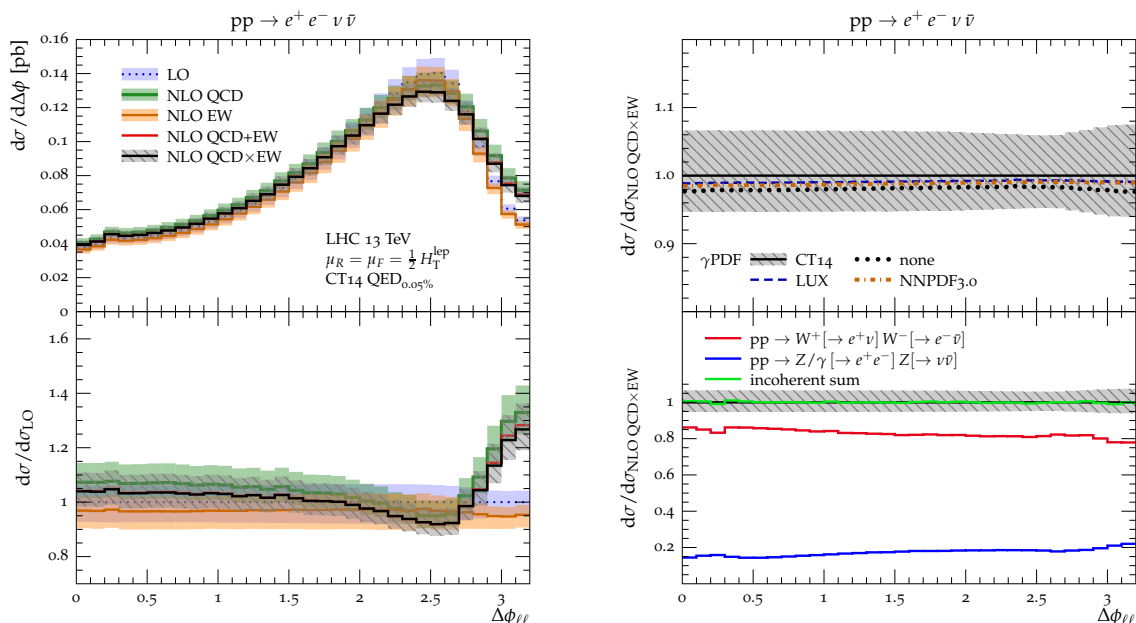 pp → e⁺ e⁻ ν ν̄
dσ/dΔϕ [pb]
0.16
0.14
0.12
0.1
0.08
0.06
0.04
0.02
0
LO
NLO QCD
NLO EW
NLO QCD+EW
NLO QCD×EW
LHC 13 TeV
μ_R = μ_F = ½ H_T^lep
CT14 QED_0.05%
dσ/dσ_LO
1.6
1.4
1.2
1
0.8
0 0.5 1 1.5 2 2.5 3
Δϕ_ℓℓ
pp → e⁺ e⁻ ν ν̄
dσ/dσ_NLO QCD×EW
1.1
1.0
0.9
γPDF CT14 none
LUX NNPDF3.0
pp → W⁺[→ e⁺ν] W⁻[→ e⁻ν̄]
pp → Z/γ [→ e⁺e⁻] Z[→ νν̄]
incoherent sum
dσ/dσ_NLO QCD×EW
1
0.8
0.6
0.4
0.2
0 0.5 1 1.5 2 2.5 3
Δϕ_ℓℓ